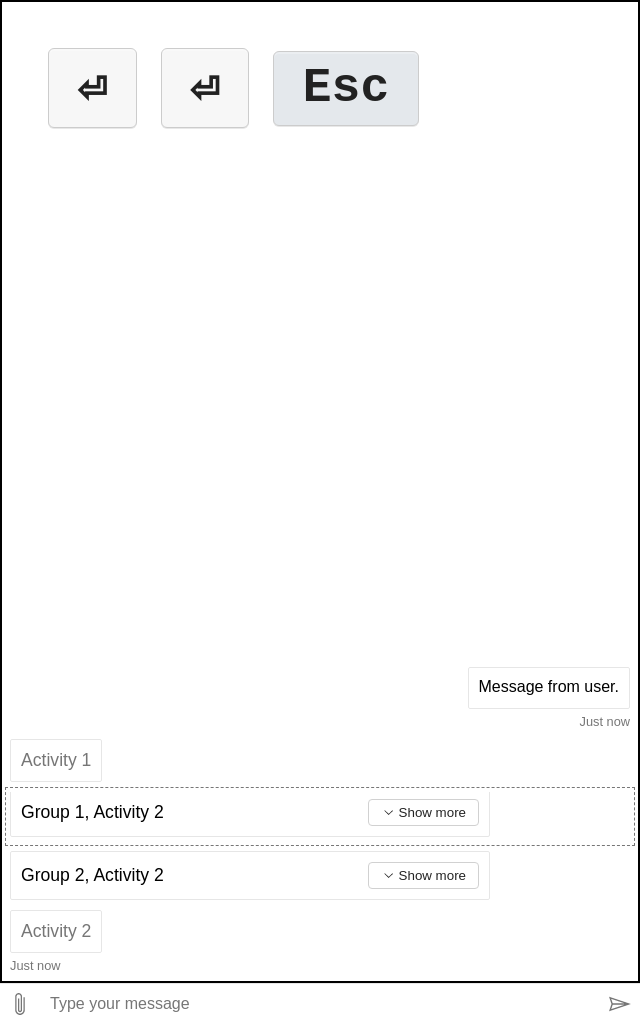 ⏎ ⏎ Esc
Message from user.
Just now
Activity 1
Group 1, Activity 2 Show more
Group 2, Activity 2 Show more
Activity 2
Just now
Type your message